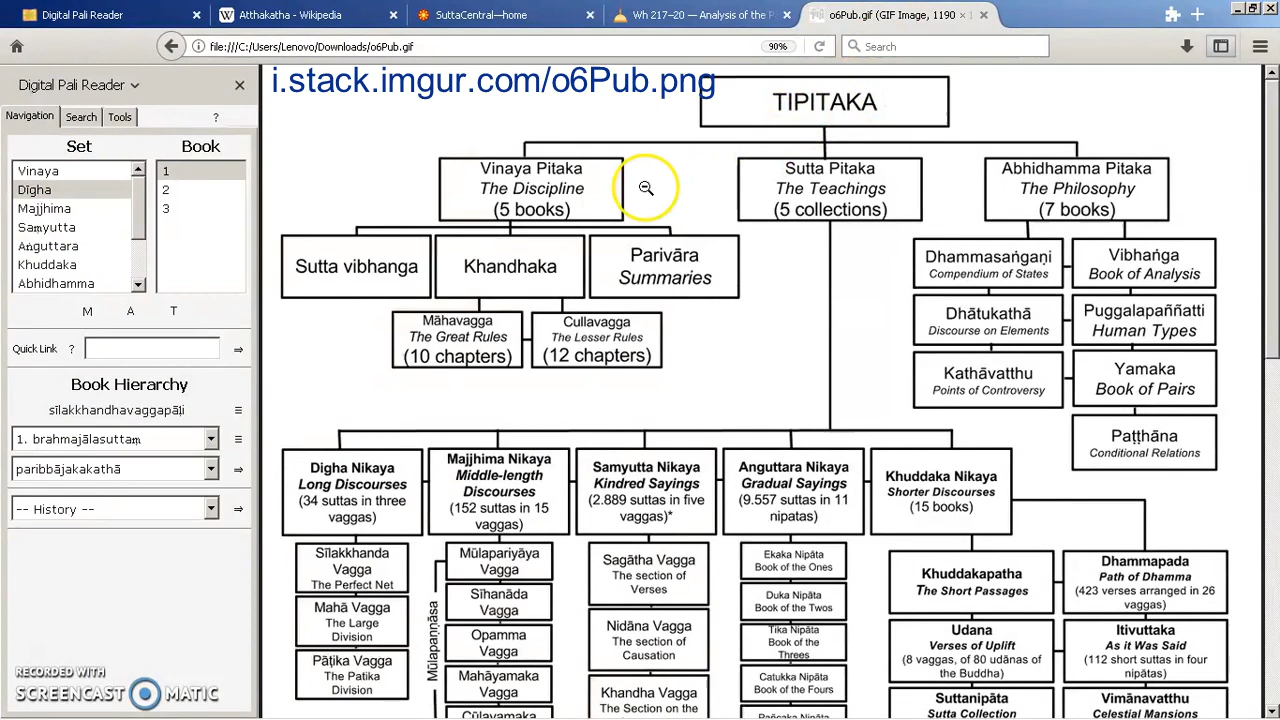 Digital Pali Reader
Atthakatha - Wikipedia
SuttaCentral—home
Wh 217–20 — Analysis of the P
o6Pub.gif (GIF Image, 1190 ×
file:///C:/Users/Lenovo/Downloads/o6Pub.gif
90%
Search
Digital Pali Reader
i.stack.imgur.com/o6Pub.png
Navigation
Search
Tools
?
Set
Book
Vinaya
Dīgha
Majjhima
Saṃyutta
Aṅguttara
Khuddaka
Abhidhamma
1
2
3
M A T
Quick Link ?
Book Hierarchy
sīlakkhandhavaggapāḷi
1. brahmajālasuttaṃ
paribbājakakathā
-- History --
RECORDED WITH
SCREENCAST MATIC
TIPITAKA
Vinaya Pitaka
The Discipline
(5 books)
Sutta Pitaka
The Teachings
(5 collections)
Abhidhamma Pitaka
The Philosophy
(7 books)
Sutta vibhanga
Khandhaka
Parivāra
Summaries
Māhavagga
The Great Rules
(10 chapters)
Cullavagga
The Lesser Rules
(12 chapters)
Dhammasaṅgaṇi
Compendium of States
Vibhaṅga
Book of Analysis
Dhātukathā
Discourse on Elements
Puggalapaññatti
Human Types
Kathāvatthu
Points of Controversy
Yamaka
Book of Pairs
Paṭṭhāna
Conditional Relations
Digha Nikaya
Long Discourses
(34 suttas in three
vaggas)
Majjhima Nikaya
Middle-length
Discourses
(152 suttas in 15
vaggas)
Samyutta Nikaya
Kindred Sayings
(2.889 suttas in five
vaggas)*
Anguttara Nikaya
Gradual Sayings
(9.557 suttas in 11
nipatas)
Khuddaka Nikaya
Shorter Discourses
(15 books)
Sīlakkhanda
Vagga
The Perfect Net
Mahā Vagga
The Large
Division
Pāṭika Vagga
The Patika
Division
Mūlapaṇṇāsa
Mūlapariyāya
Vagga
Sīhanāda
Vagga
Opamma
Vagga
Mahāyamaka
Vagga
Cūlayamaka
Sagātha Vagga
The section of
Verses
Nidāna Vagga
The section of
Causation
Khandha Vagga
The Section on the
Ekaka Nipāta
Book of the Ones
Duka Nipāta
Book of the Twos
Tika Nipāta
Book of the
Threes
Catukka Nipāta
Book of the Fours
Pañcaka Nipāta
Khuddakapatha
The Short Passages
Dhammapada
Path of Dhamma
(423 verses arranged in 26
vaggas)
Udana
Verses of Uplift
(8 vaggas, of 80 udānas of
the Buddha)
Itivuttaka
As it Was Said
(112 short suttas in four
nipātas)
Suttanipāta
Sutta Collection
Vimānavatthu
Celestial Mansions